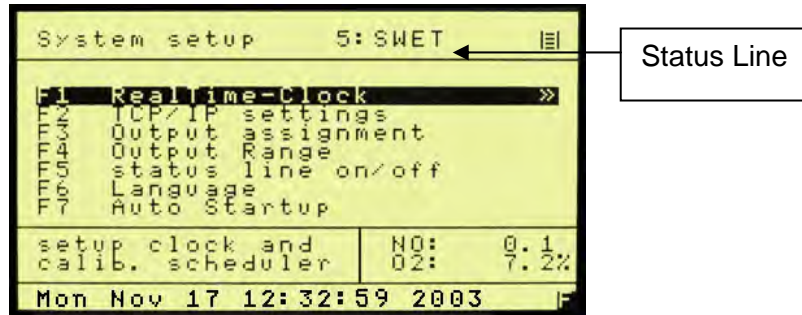 System setup 5:SWET
Status Line
F1 RealTime-Clock »
F2 TCP/IP settings
F3 Output assignment
F4 Output Range
F5 status line on/off
F6 Language
F7 Auto Startup
setup clock and NO: 0.1
calib. scheduler O2: 7.2%
Mon Nov 17 12:32:59 2003 F